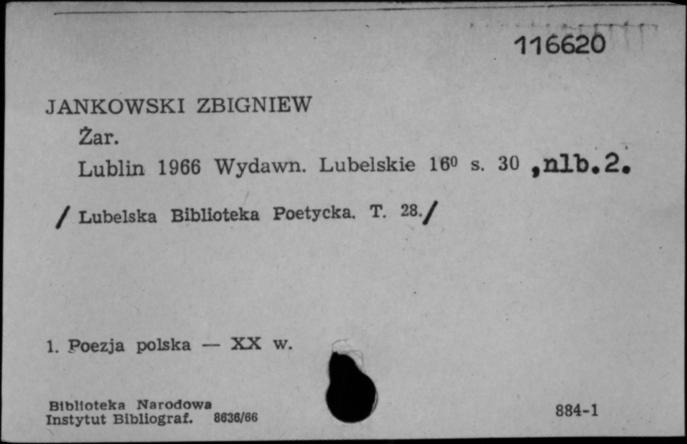 116620
JANKOWSKI ZBIGNIEW
Żar.
Lublin 1966 Wydawn. Lubelskie 16⁰ s. 30 ,nlb.2.
/ Lubelska Biblioteka Poetycka. T. 28./
1. Poezja polska — XX w.
Biblioteka Narodowa
Instytut Bibliograf. 8636/66
884-1